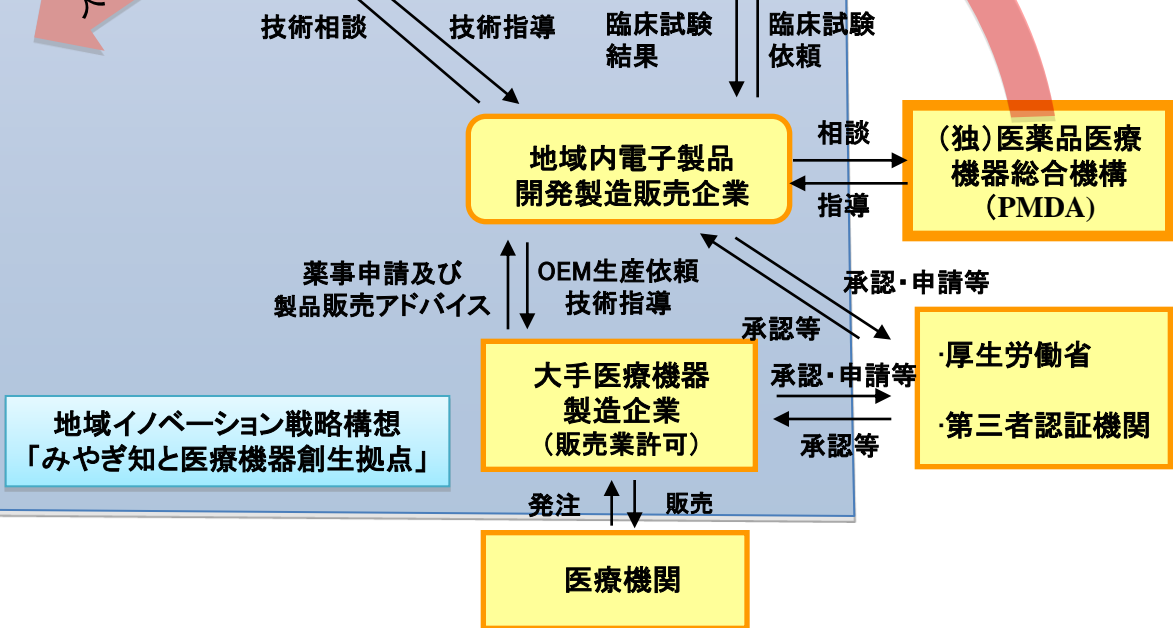 技術相談
技術指導
臨床試験
結果
臨床試験
依頼
地域内電子製品
開発製造販売企業
相談
指導
（独）医薬品医療
機器総合機構
（PMDA)
薬事申請及び
製品販売アドバイス
OEM生産依頼
技術指導
承認・申請等
承認等
大手医療機器
製造企業
（販売業許可）
承認・申請等
承認等
・厚生労働省
・第三者認証機関
地域イノベーション戦略構想
「みやぎ知と医療機器創生拠点」
発注
販売
医療機関